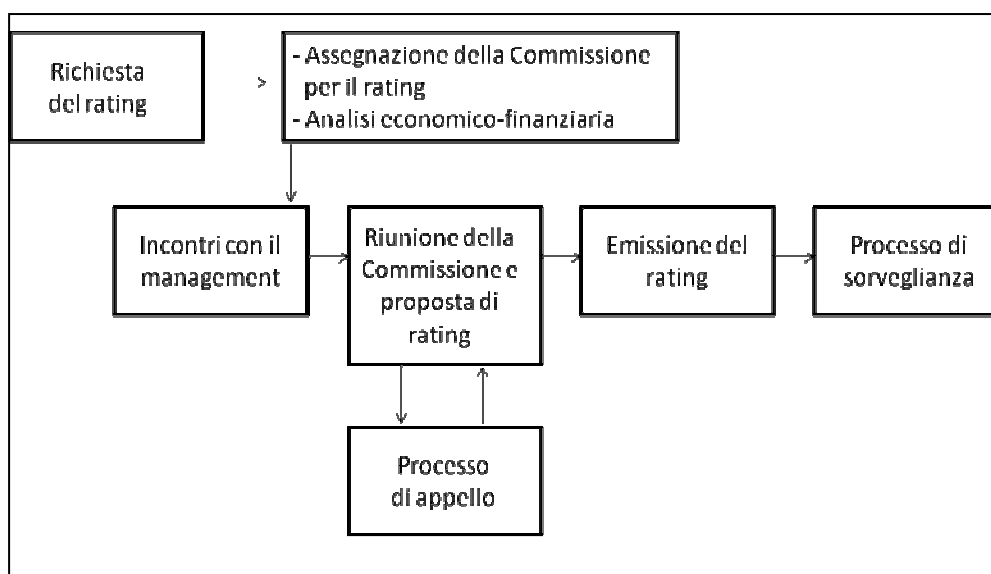 Richiesta
del rating
- Assegnazione della Commissione
per il rating
- Analisi economico-finanziaria
Incontri con il
management
Riunione della
Commissione e
proposta di
rating
Emissione del
rating
Processo di
sorveglianza
Processo
di appello